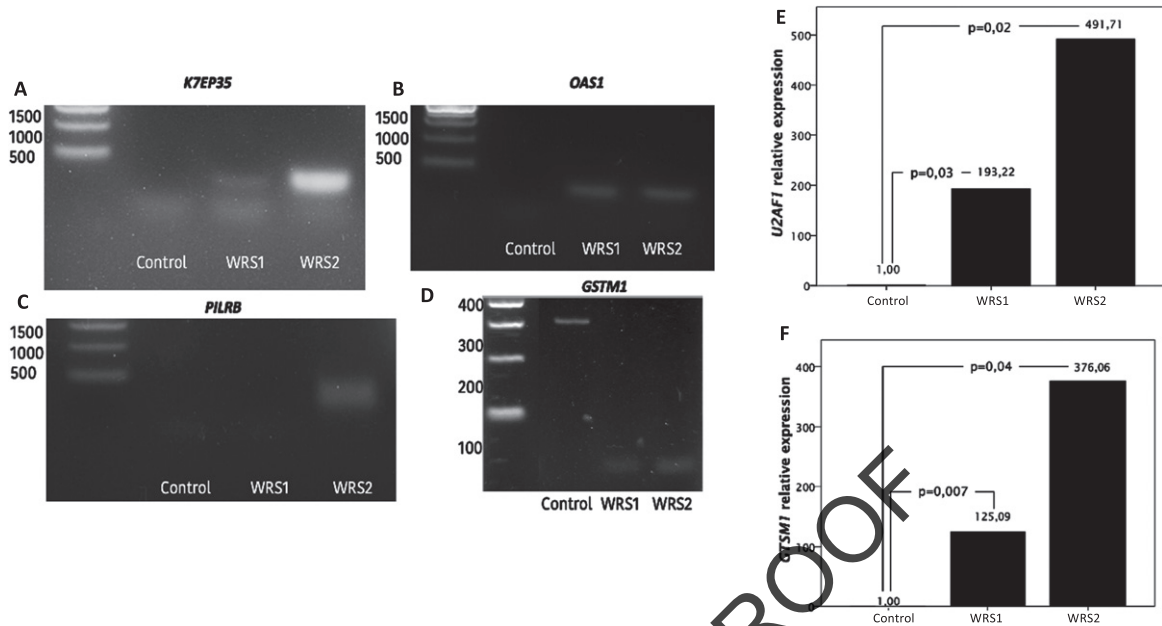 A
K7EP35
1500
1000
500
Control WRS1 WRS2
B
OAS1
1500
1000
500
Control WRS1 WRS2
C
PILRB
1500
1000
500
Control WRS1 WRS2
D
GSTM1
400
300
200
100
Control WRS1 WRS2
E
U2AF1 relative expression
500
400
300
200
100
0
p=0,02 491,71
p=0,03 193,22
1,00
Control WRS1 WRS2
F
GTSM1 relative expression
400
300
200
100
0
p=0,04 376,06
p=0,007
125,09
1,00
Control WRS1 WRS2
ROOF